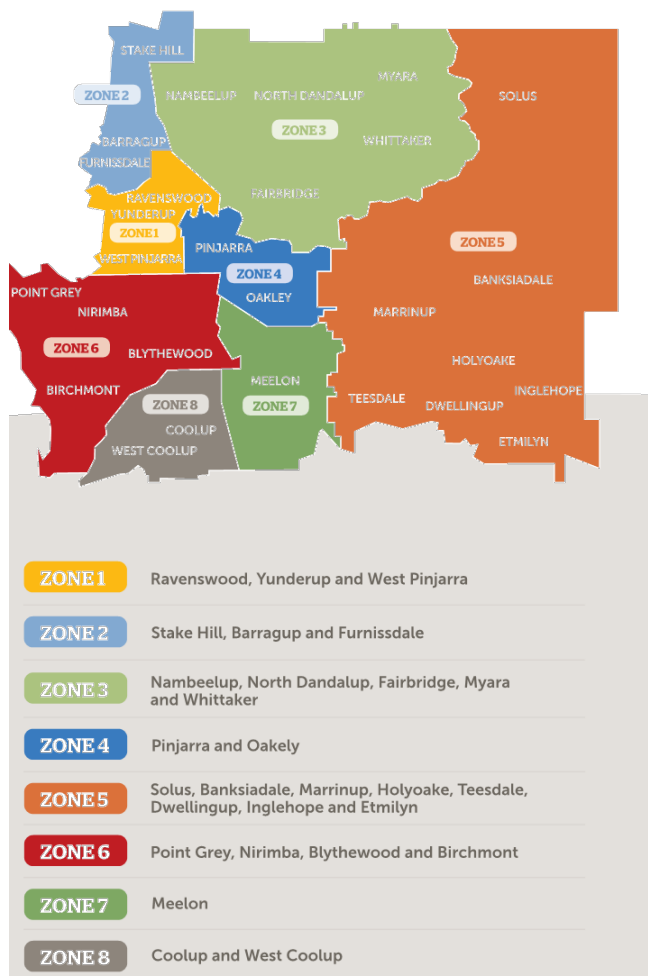 STAKE HILL
ZONE 2
NAMBEELUP
NORTH DANDALUP
MYARA
SOLUS
ZONE 3
WHITTAKER
BARRAGUP
FURNISSDALE
FAIRBRIDGE
RAVENSWOOD
YUNDERUP
ZONE 1
WEST PINJARRA
PINJARRA
ZONE 4
OAKLEY
ZONE 5
BANKSIADALE
MARRINUP
HOLYOAKE
INGLEHOPE
TEESDALE
DWELLINGUP
ETMILYN
POINT GREY
NIRIMBA
ZONE 6
BLYTHEWOOD
BIRCHMONT
MEELON
ZONE 7
ZONE 8
COOLUP
WEST COOLUP
ZONE 1 Ravenswood, Yunderup and West Pinjarra
ZONE 2 Stake Hill, Barragup and Furnissdale
ZONE 3 Nambeelup, North Dandalup, Fairbridge, Myara
and Whittaker
ZONE 4 Pinjarra and Oakely
ZONE 5 Solus, Banksiadale, Marrinup, Holyoake, Teesdale,
Dwellingup, Inglehope and Etmilyn
ZONE 6 Point Grey, Nirimba, Blythewood and Birchmont
ZONE 7 Meelon
ZONE 8 Coolup and West Coolup